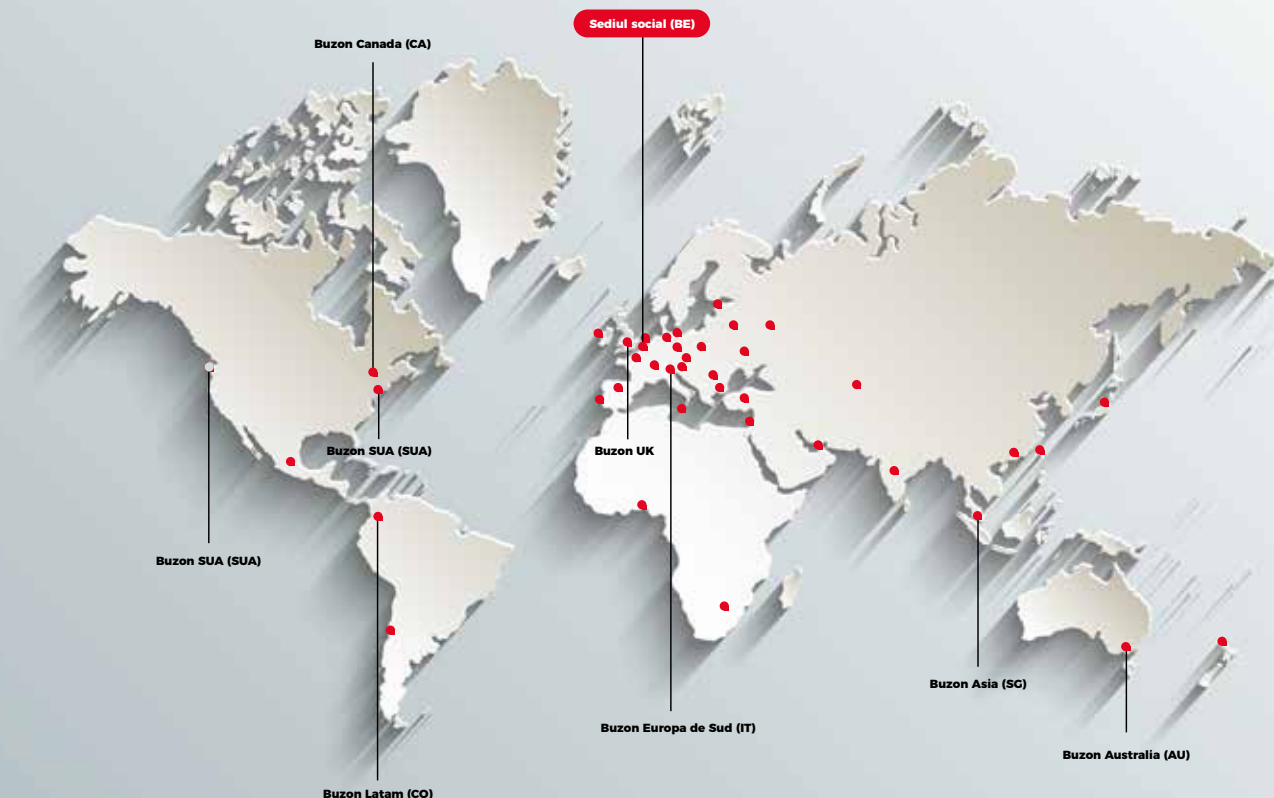 Sediul social (BE)
Buzon Canada (CA)
Buzon SUA (SUA)
Buzon UK
Buzon SUA (SUA)
Buzon Asia (SG)
Buzon Europa de Sud (IT)
Buzon Australia (AU)
Buzon Latam (CO)